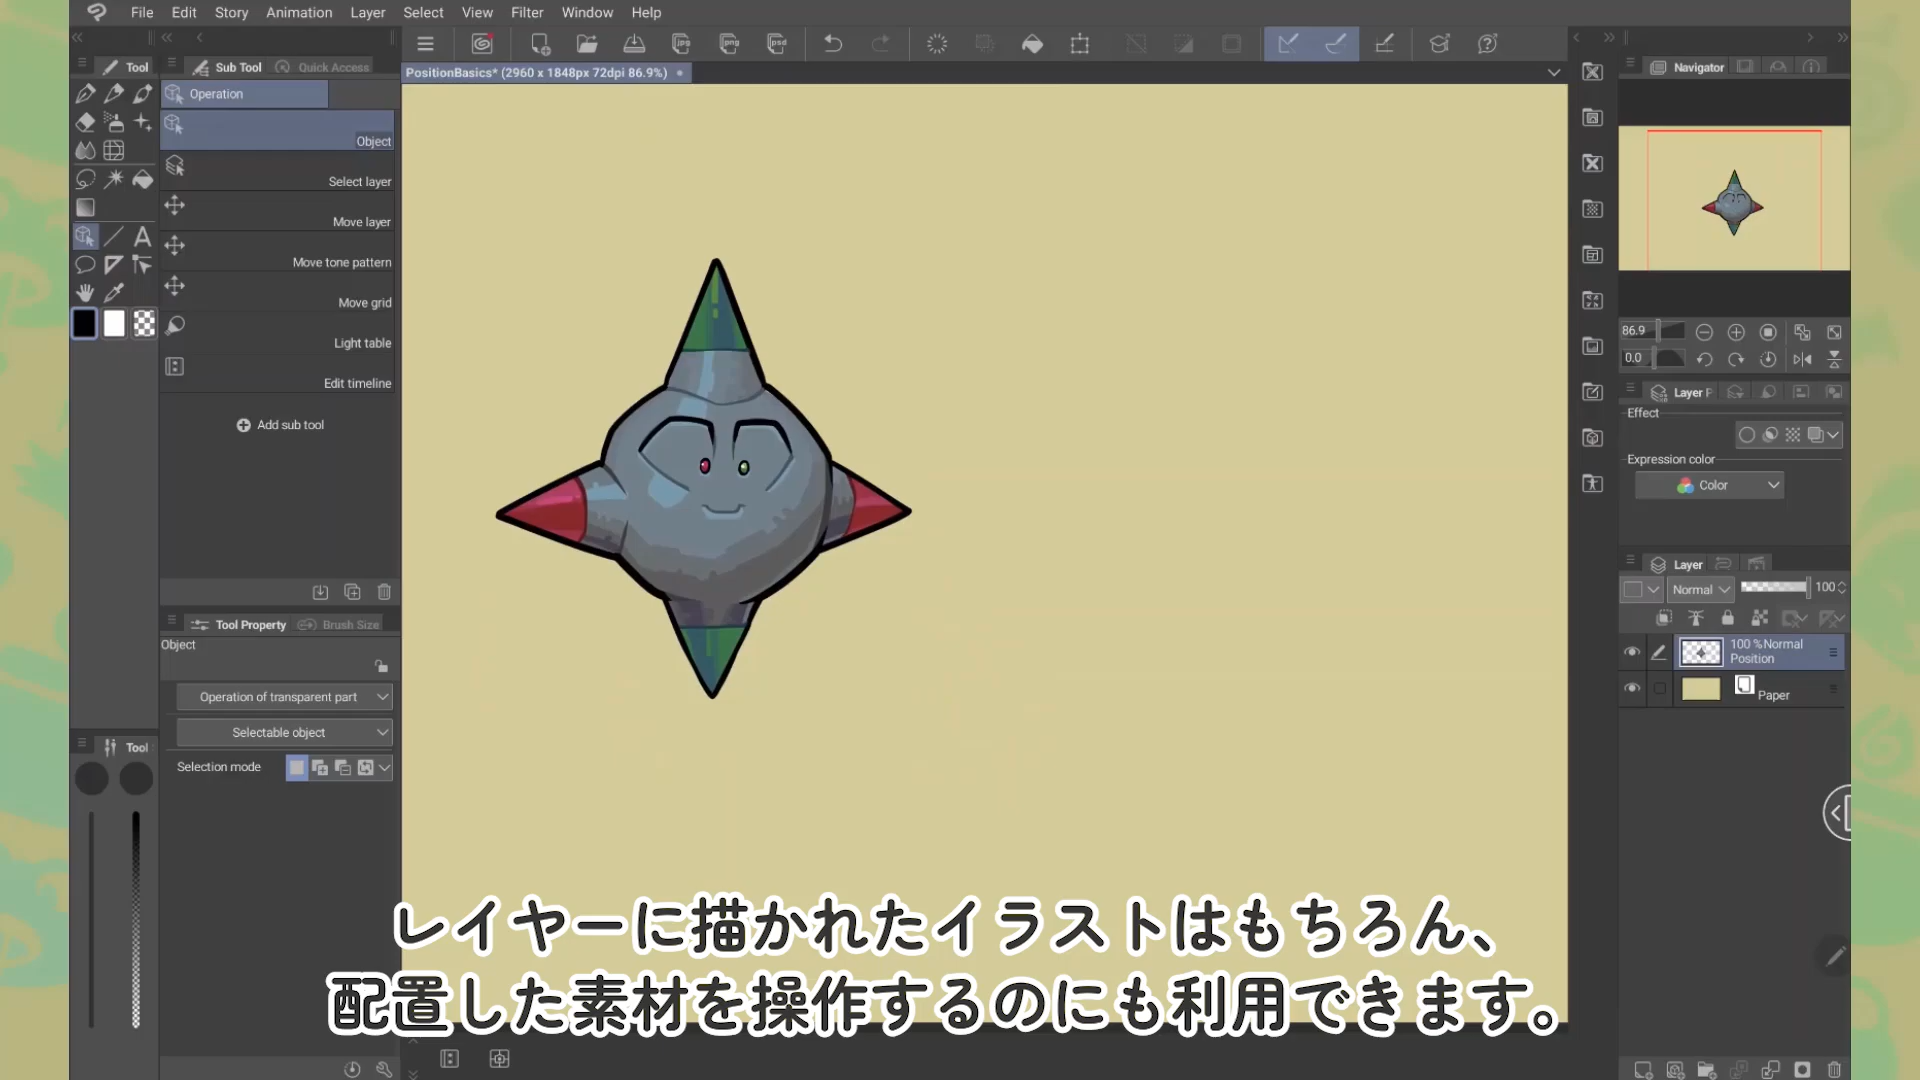 File Edit Story Animation Layer Select View Filter Window Help
Tool
Sub Tool Quick Access
PositionBasics* (2960 x 1848px 72dpi 86.9%)
Navigator
Operation
Object
Select layer
Move layer
Move tone pattern
Move grid
Light table
Edit timeline
Add sub tool
86.9
0.0
Layer P
Effect
Expression color
Color
Layer
Normal 100
100 %Normal
Position
Paper
Tool Property Brush Size
Object
Operation of transparent part
Selectable object
Selection mode
Tool
レイヤーに描かれたイラストはもちろん、
配置した素材を操作するのにも利用できます。